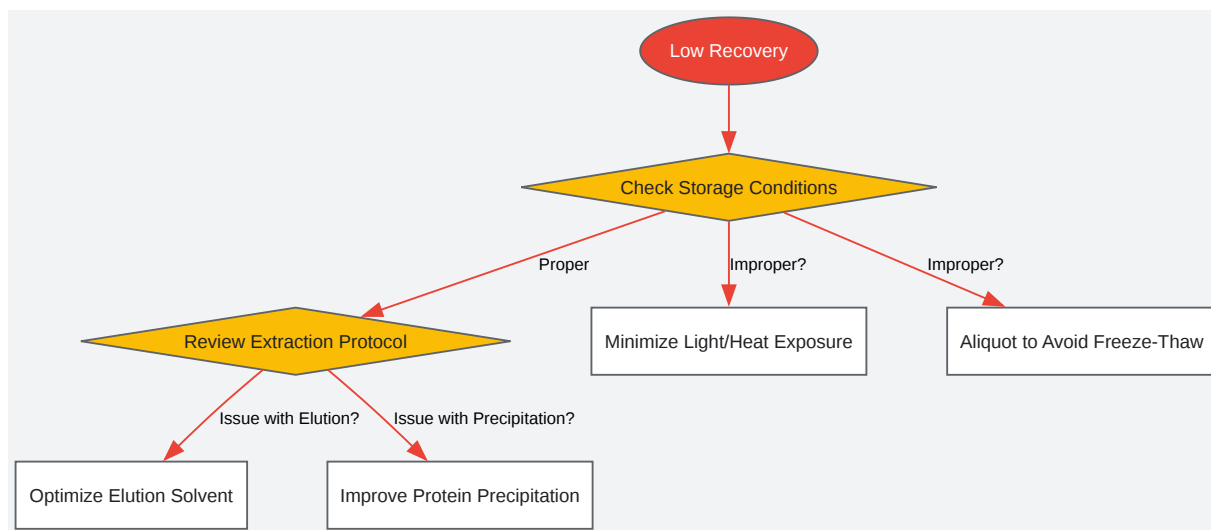 Low Recovery
Check Storage Conditions
Proper
Improper?
Improper?
Review Extraction Protocol
Minimize Light/Heat Exposure
Aliquot to Avoid Freeze-Thaw
Issue with Elution?
Issue with Precipitation?
Optimize Elution Solvent
Improve Protein Precipitation